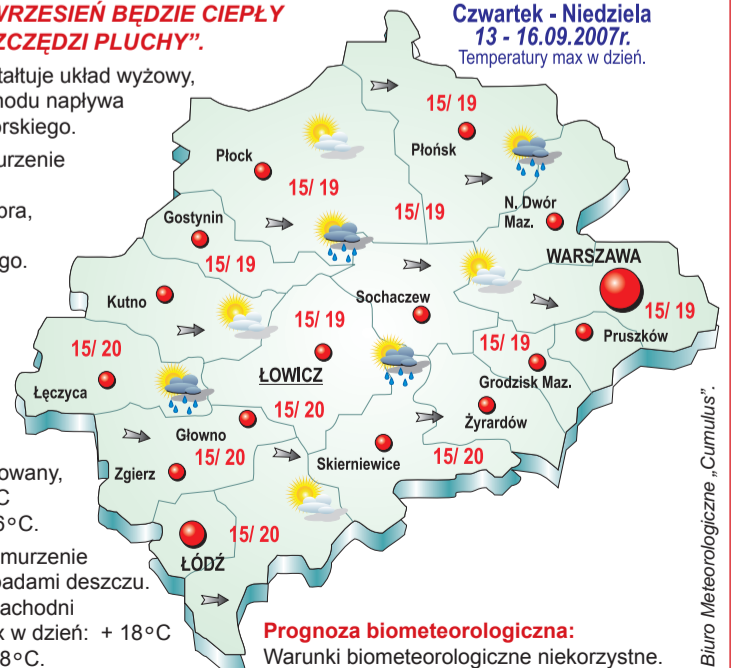 WRZESIEŃ BĘDZIE CIEPŁY
ZCZĘDZI PLUCHY”.
tałtuje układ wyżowy,
hodu napływa
orskiego.
urzenie
bra,
go.
owany,
C
6°C.
murzenie
padami deszczu.
achodni
x w dzień: + 18°C
8°C.
Czwartek - Niedziela
13 - 16.09.2007r.
Temperatury max w dzień.
15/ 19
Płońsk
Płock
15/ 19
15/ 19
N. Dwór
Maz.
Gostynin
15/ 19
WARSZAWA
15/ 19
Kutno
Sochaczew
15/ 19
Pruszków
15/ 20
15/ 19
Łęczyca
ŁOWICZ
Grodzisk Maz.
15/ 20
Żyrardów
Głowno
15/ 20
Zgierz
Skierniewice
15/ 20
15/ 20
ŁÓDŹ
Prognoza biometeorologiczna:
Warunki biometeorologiczne niekorzystne.
Biuro Meteorologiczne „Cumulus”.